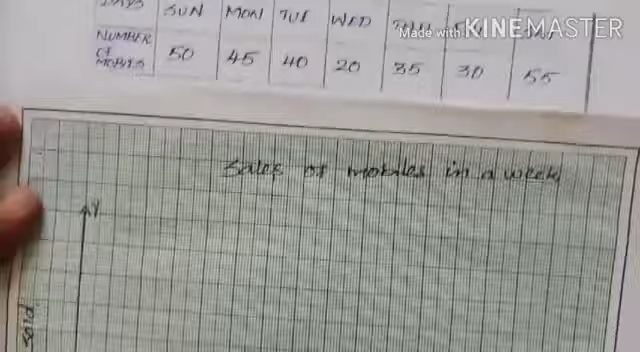 DAYS SUN MON TUE WED
Made with KINEMASTER
NUMBER OF MOBILES 50 45 40 20 35 30 55
Sales of mobiles in a week
Y
sold